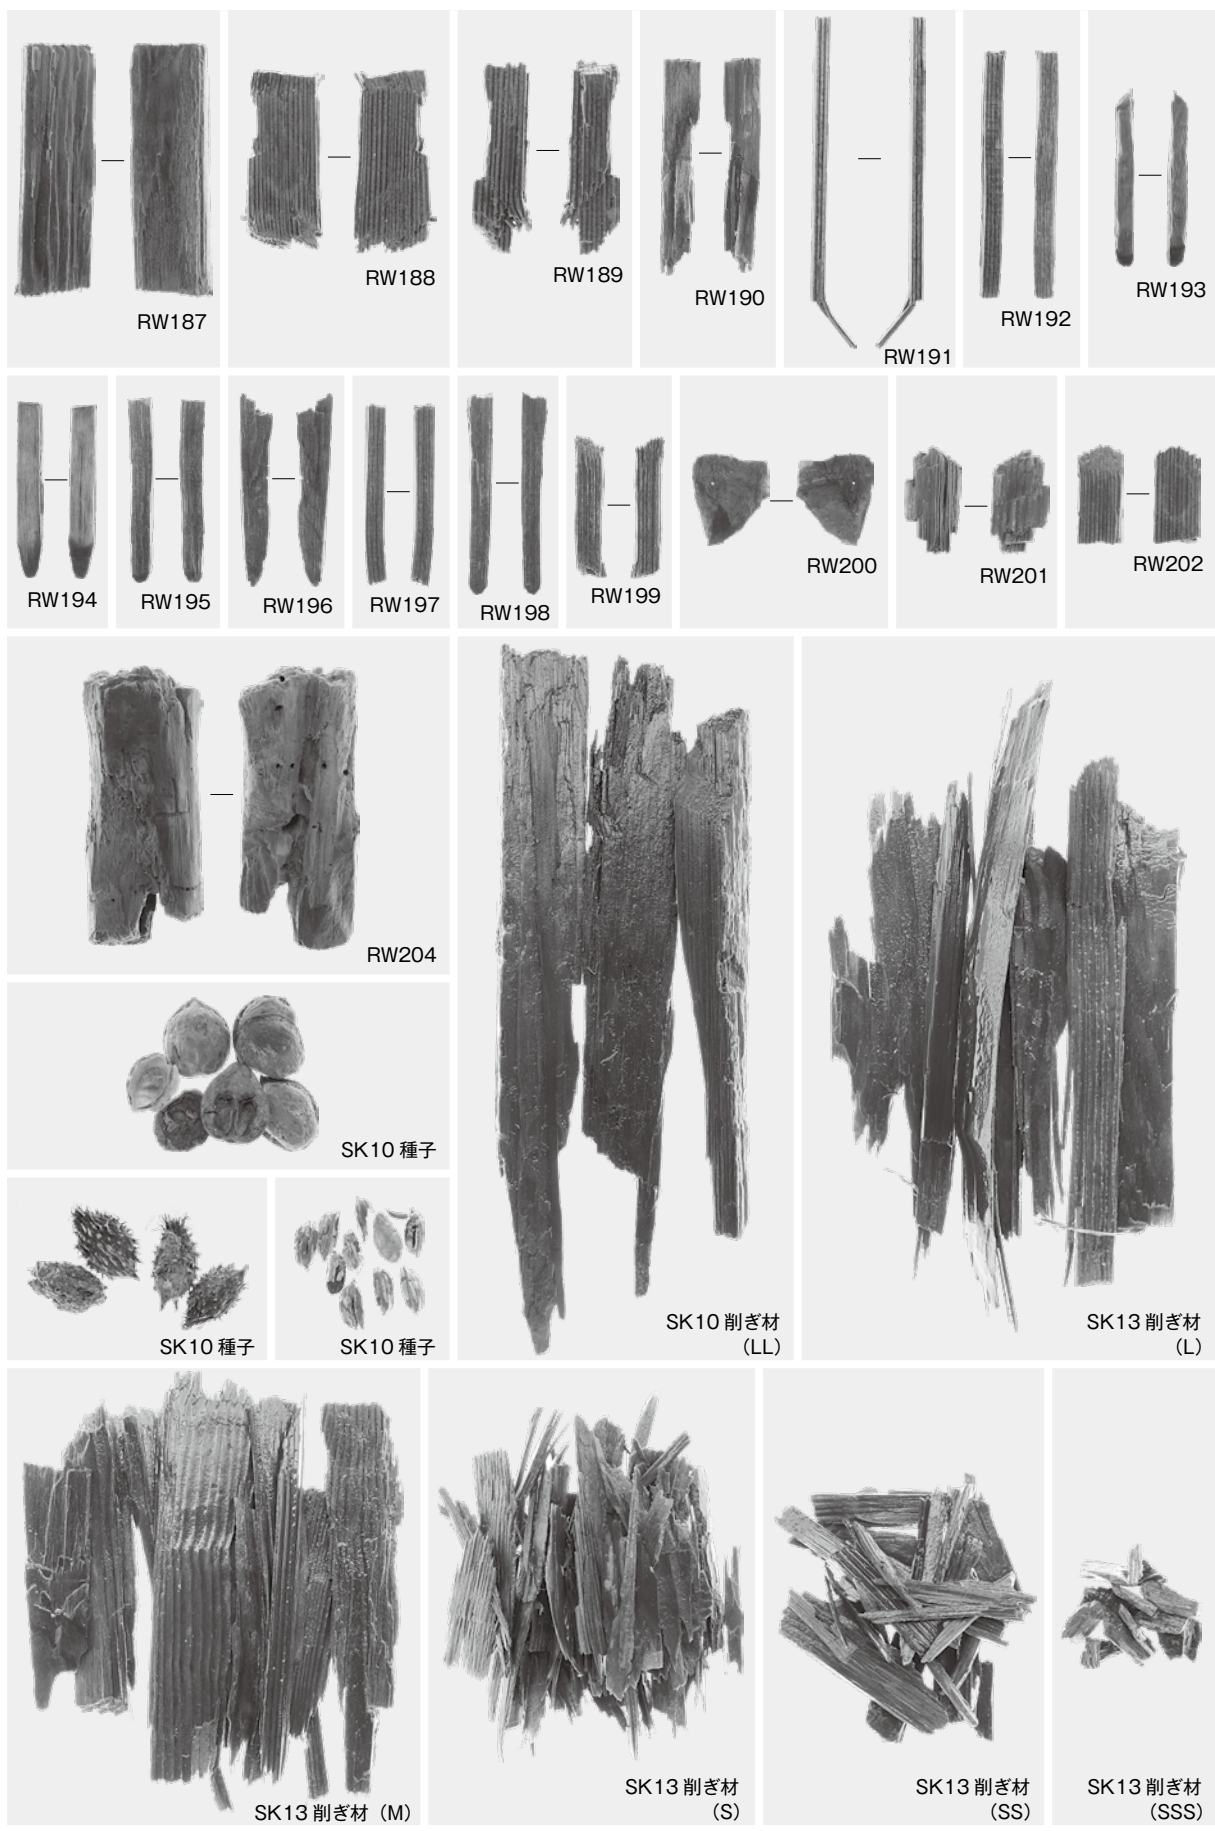 RW187
RW188
RW189
RW190
RW191
RW192
RW193
RW194
RW195
RW196
RW197
RW198
RW199
RW200
RW201
RW202
RW204
SK10 種子
SK10 種子
SK10 種子
SK10 削ぎ材
（LL）
SK13 削ぎ材
（L）
SK13 削ぎ材（M）
SK13 削ぎ材
（S）
SK13 削ぎ材
（SS）
SK13 削ぎ材
（SSS）